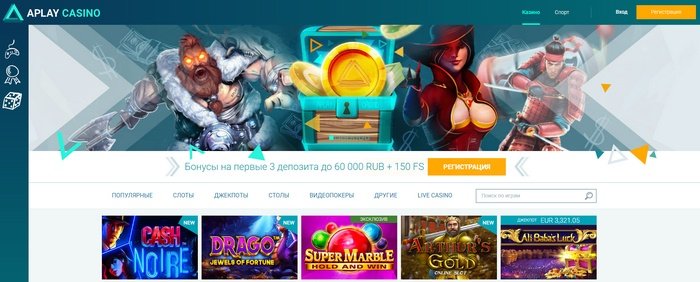 APLAY CASINO
Казино Спорт Вход Регистрация
Бонусы на первые 3 депозита до 60 000 RUB + 150 FS РЕГИСТРАЦИЯ
ПОПУЛЯРНЫЕ СЛОТЫ ДЖЕКПОТЫ СТОЛЫ ВИДЕОПОКЕРЫ ДРУГИЕ LIVE CASINO Поиск по играм
NEW
CASH
NOIRE
NEW
DRAGO
JEWELS OF FORTUNE
ЭКСКЛЮЗИВ
SUPER MARBLE
HOLD AND WIN
NEW
ARTHUR'S
GOLD
ONLINE SLOT
ДЖЕКПОТ EUR 3,321.05
Ali Baba's Luck